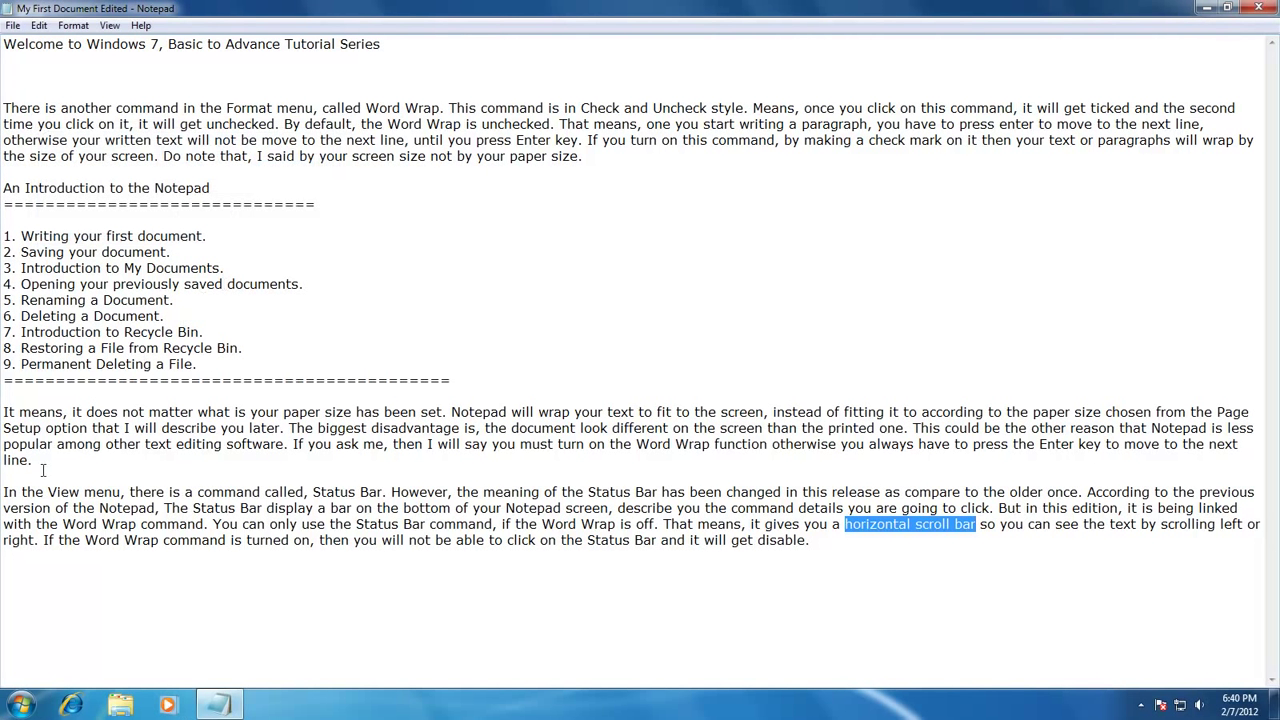 My First Document Edited - Notepad
File Edit Format View Help
Welcome to Windows 7, Basic to Advance Tutorial Series
There is another command in the Format menu, called Word Wrap. This command is in Check and Uncheck style. Means, once you click on this command, it will get ticked and the second
time you click on it, it will get unchecked. By default, the Word Wrap is unchecked. That means, one you start writing a paragraph, you have to press enter to move to the next line,
otherwise your written text will not be move to the next line, until you press Enter key. If you turn on this command, by making a check mark on it then your text or paragraphs will wrap by
the size of your screen. Do note that, I said by your screen size not by your paper size.
An Introduction to the Notepad
==============================
1. Writing your first document.
2. Saving your document.
3. Introduction to My Documents.
4. Opening your previously saved documents.
5. Renaming a Document.
6. Deleting a Document.
7. Introduction to Recycle Bin.
8. Restoring a File from Recycle Bin.
9. Permanent Deleting a File.
===========================================
It means, it does not matter what is your paper size has been set. Notepad will wrap your text to fit to the screen, instead of fitting it to according to the paper size chosen from the Page
Setup option that I will describe you later. The biggest disadvantage is, the document look different on the screen than the printed one. This could be the other reason that Notepad is less
popular among other text editing software. If you ask me, then I will say you must turn on the Word Wrap function otherwise you always have to press the Enter key to move to the next
line.
In the View menu, there is a command called, Status Bar. However, the meaning of the Status Bar has been changed in this release as compare to the older once. According to the previous
version of the Notepad, The Status Bar display a bar on the bottom of your Notepad screen, describe you the command details you are going to click. But in this edition, it is being linked
with the Word Wrap command. You can only use the Status Bar command, if the Word Wrap is off. That means, it gives you a horizontal scroll bar so you can see the text by scrolling left or
right. If the Word Wrap command is turned on, then you will not be able to click on the Status Bar and it will get disable.
6:40 PM
2/7/2012